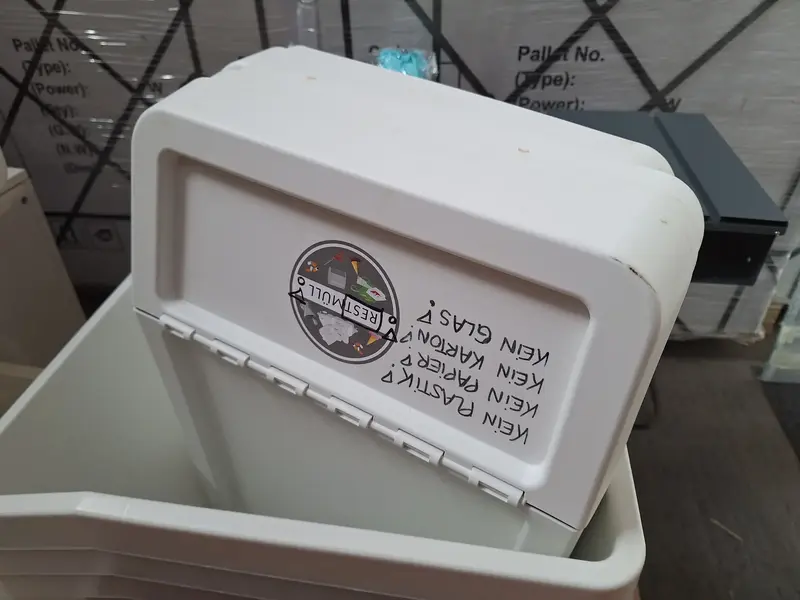 KEIN PLASTIK!
KEIN PAPIER!
KEIN KARTON!
KEIN GLAS!
RESTMÜLL
Pallet No.
(Type):
(Power): W
Pallet No.
(Type):
(Power): W